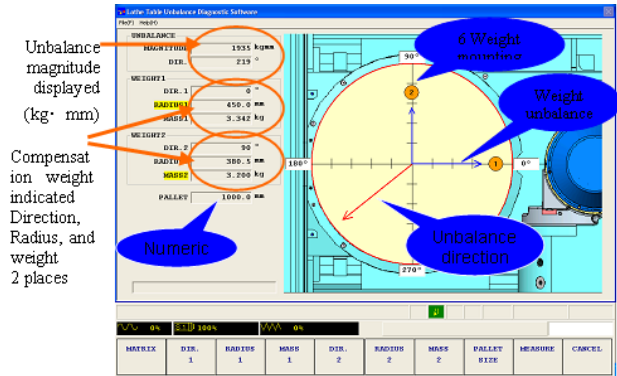 Lathe Table Unbalance Diagnostic Software
File(F) Help(H)
Unbalance
magnitude
displayed
(kg· mm)
Compensat
ion weight
indicated
Direction,
Radius, and
weight
2 places
UNBALANCE
MAGNITUDE 1935 kgmm
DIR. 219 °
WEIGHT1
DIR.1 0 °
RADIUS1 450.0 mm
MASS1 3.342 kg
WEIGHT2
DIR.2 90 °
RADIUS 380.5 mm
MASS2 3.200 kg
PALLET 1000.0 mm
Numeric
6 Weight
mounting
90°
2
Weight
unbalence
180°
1
0°
Unbalance
direction
270°
0%
100%
0%
MATRIX
DIR. 1
RADIUS 1
MASS 1
DIR. 2
RADIUS 2
MASS 2
PALLET SIZE
MEASURE
CANCEL